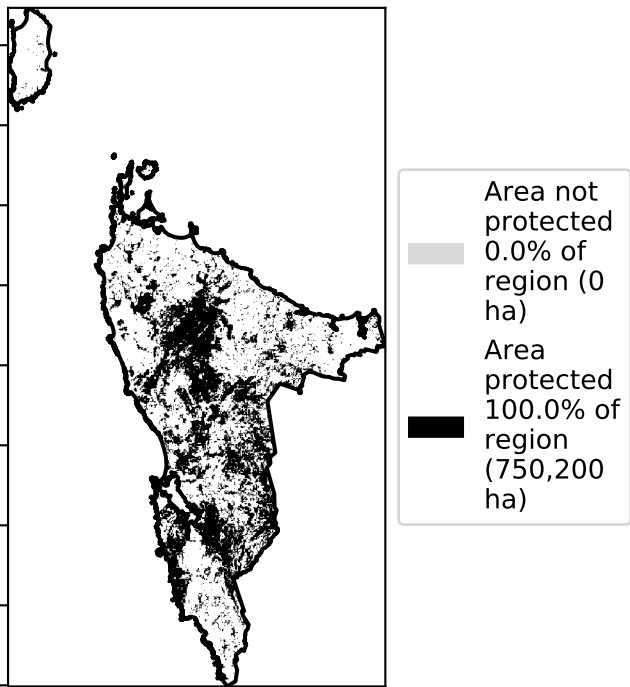 Area not
protected
0.0% of
region (0
ha)
Area
protected
100.0% of
region
(750,200
ha)